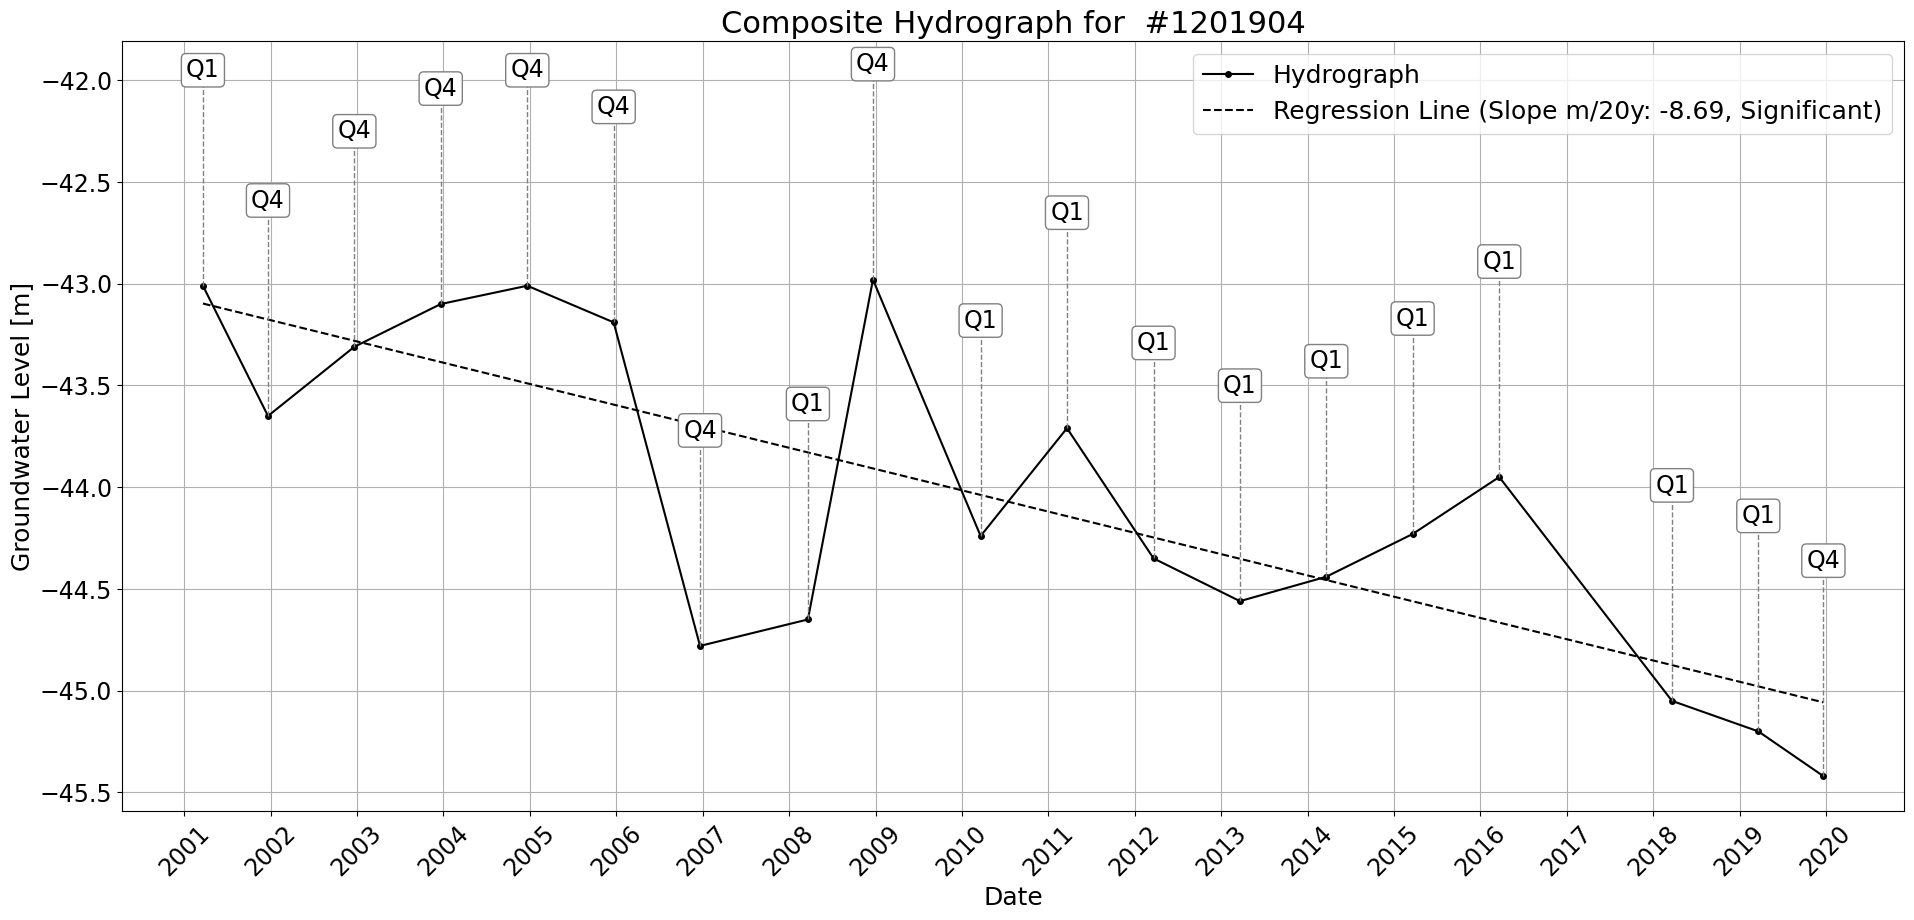 Composite Hydrograph for  #1201904
Hydrograph
Regression Line (Slope m/20y: -8.69, Significant)
Q1
Q4
Q4
Q4
Q4
Q4
Q4
Q1
Q4
Q1
Q1
Q1
Q1
Q1
Q1
Q1
Q1
Q1
Q4
Groundwater Level [m]
−42.0
−42.5
−43.0
−43.5
−44.0
−44.5
−45.0
−45.5
2001
2002
2003
2004
2005
2006
2007
2008
2009
2010
2011
2012
2013
2014
2015
2016
2017
2018
2019
2020
Date